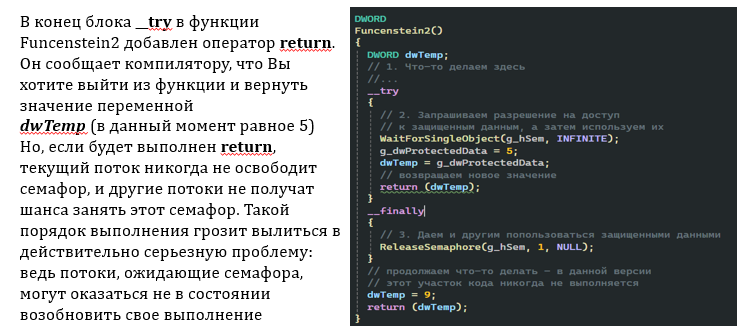 В конец блока __try в функции
Funcenstein2 добавлен оператор return.
Он сообщает компилятору, что Вы
хотите выйти из функции и вернуть
значение переменной
dwTemp (в данный момент равное 5)
Но, если будет выполнен return,
текущий поток никогда не освободит
семафор, и другие потоки не получат
шанса занять этот семафор. Такой
порядок выполнения грозит вылиться в
действительно серьезную проблему:
ведь потоки, ожидающие семафора,
могут оказаться не в состоянии
возобновить свое выполнение
DWORD
Funcenstein2()
{
DWORD dwTemp;
// 1. Что-то делаем здесь
//...
__try
{
// 2. Запрашиваем разрешение на доступ
// к защищенным данным, а затем используем их
WaitForSingleObject(g_hSem, INFINITE);
g_dwProtectedData = 5;
dwTemp = g_dwProtectedData;
// возвращаем новое значение
return (dwTemp);
}
__finally
{
// 3. Даем и другим попользоваться защищенными данными
ReleaseSemaphore(g_hSem, 1, NULL);
}
// продолжаем что-то делать - в данной версии
// этот участок кода никогда не выполняется
dwTemp = 9;
return (dwTemp);
}